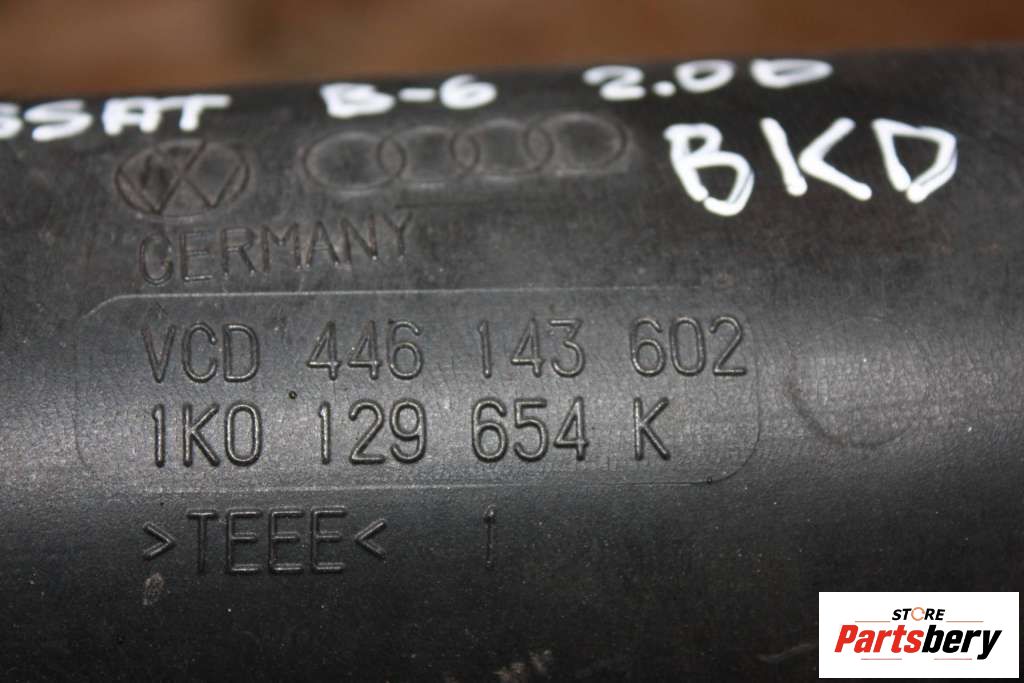 SSAT B-6 2.0D
BKD
GERMANY
VCD 446 143 602
1K0 129 654 K
>TEEE< 1
STORE
Partsbery